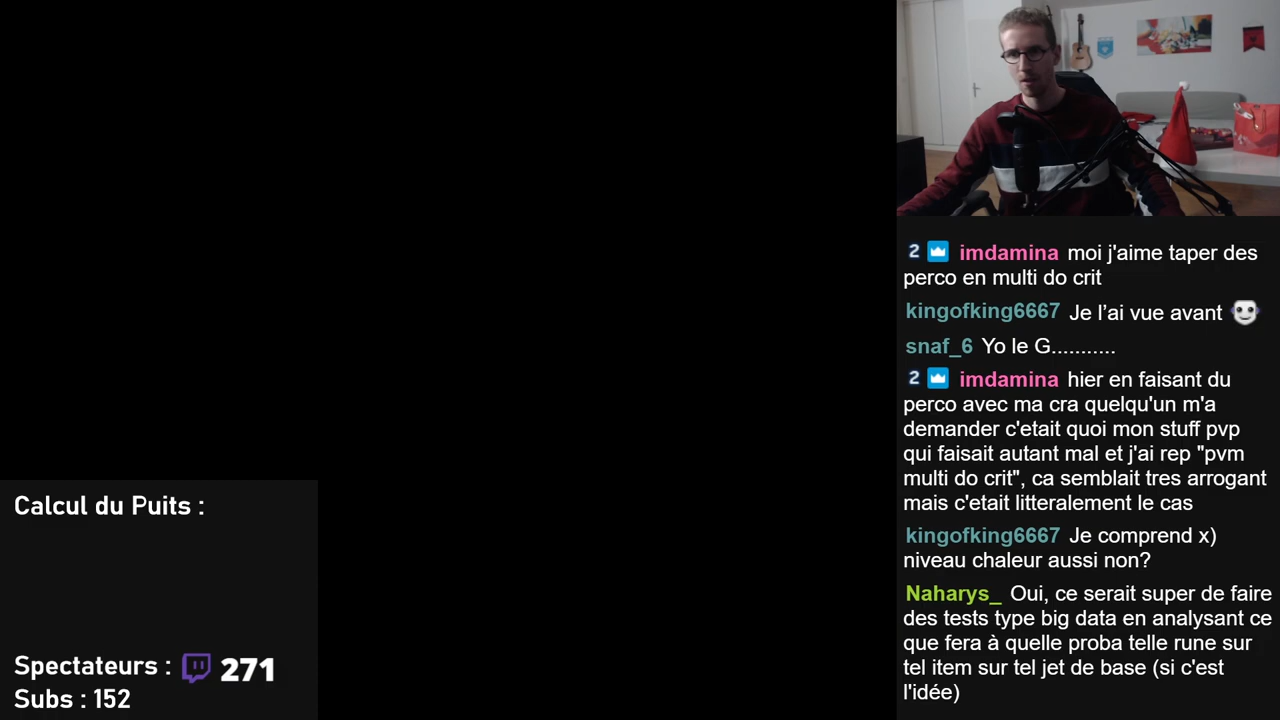 2 imdamina moi j'aime taper des
perco en multi do crit
kingofking6667 Je l'ai vue avant
snaf_6 Yo le G...........
2 imdamina hier en faisant du
perco avec ma cra quelqu'un m'a
demander c'etait quoi mon stuff pvp
qui faisait autant mal et j'ai rep "pvm
multi do crit", ca semblait tres arrogant
mais c'etait litteralement le cas
kingofking6667 Je comprend x)
niveau chaleur aussi non?
Naharys_ Oui, ce serait super de faire
des tests type big data en analysant ce
que fera à quelle proba telle rune sur
tel item sur tel jet de base (si c'est
l'idée)
Calcul du Puits :
Spectateurs : 271
Subs : 152